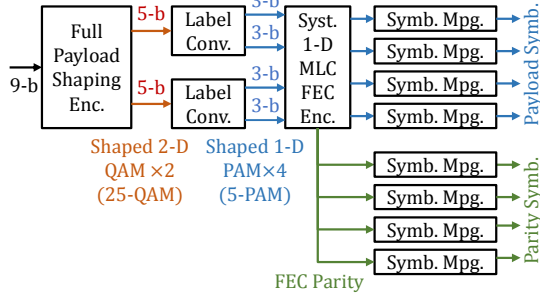 9-b
Full
Payload
Shaping
Enc.
5-b
5-b
Label
Conv.
Label
Conv.
3-b
3-b
3-b
3-b
Syst.
1-D
MLC
FEC
Enc.
Symb. Mpg.
Symb. Mpg.
Symb. Mpg.
Symb. Mpg.
Payload Symb.
Shaped 2-D
QAM ×2
(25-QAM)
Shaped 1-D
PAM×4
(5-PAM)
Symb. Mpg.
Symb. Mpg.
Symb. Mpg.
Symb. Mpg.
Parity Symb.
FEC Parity